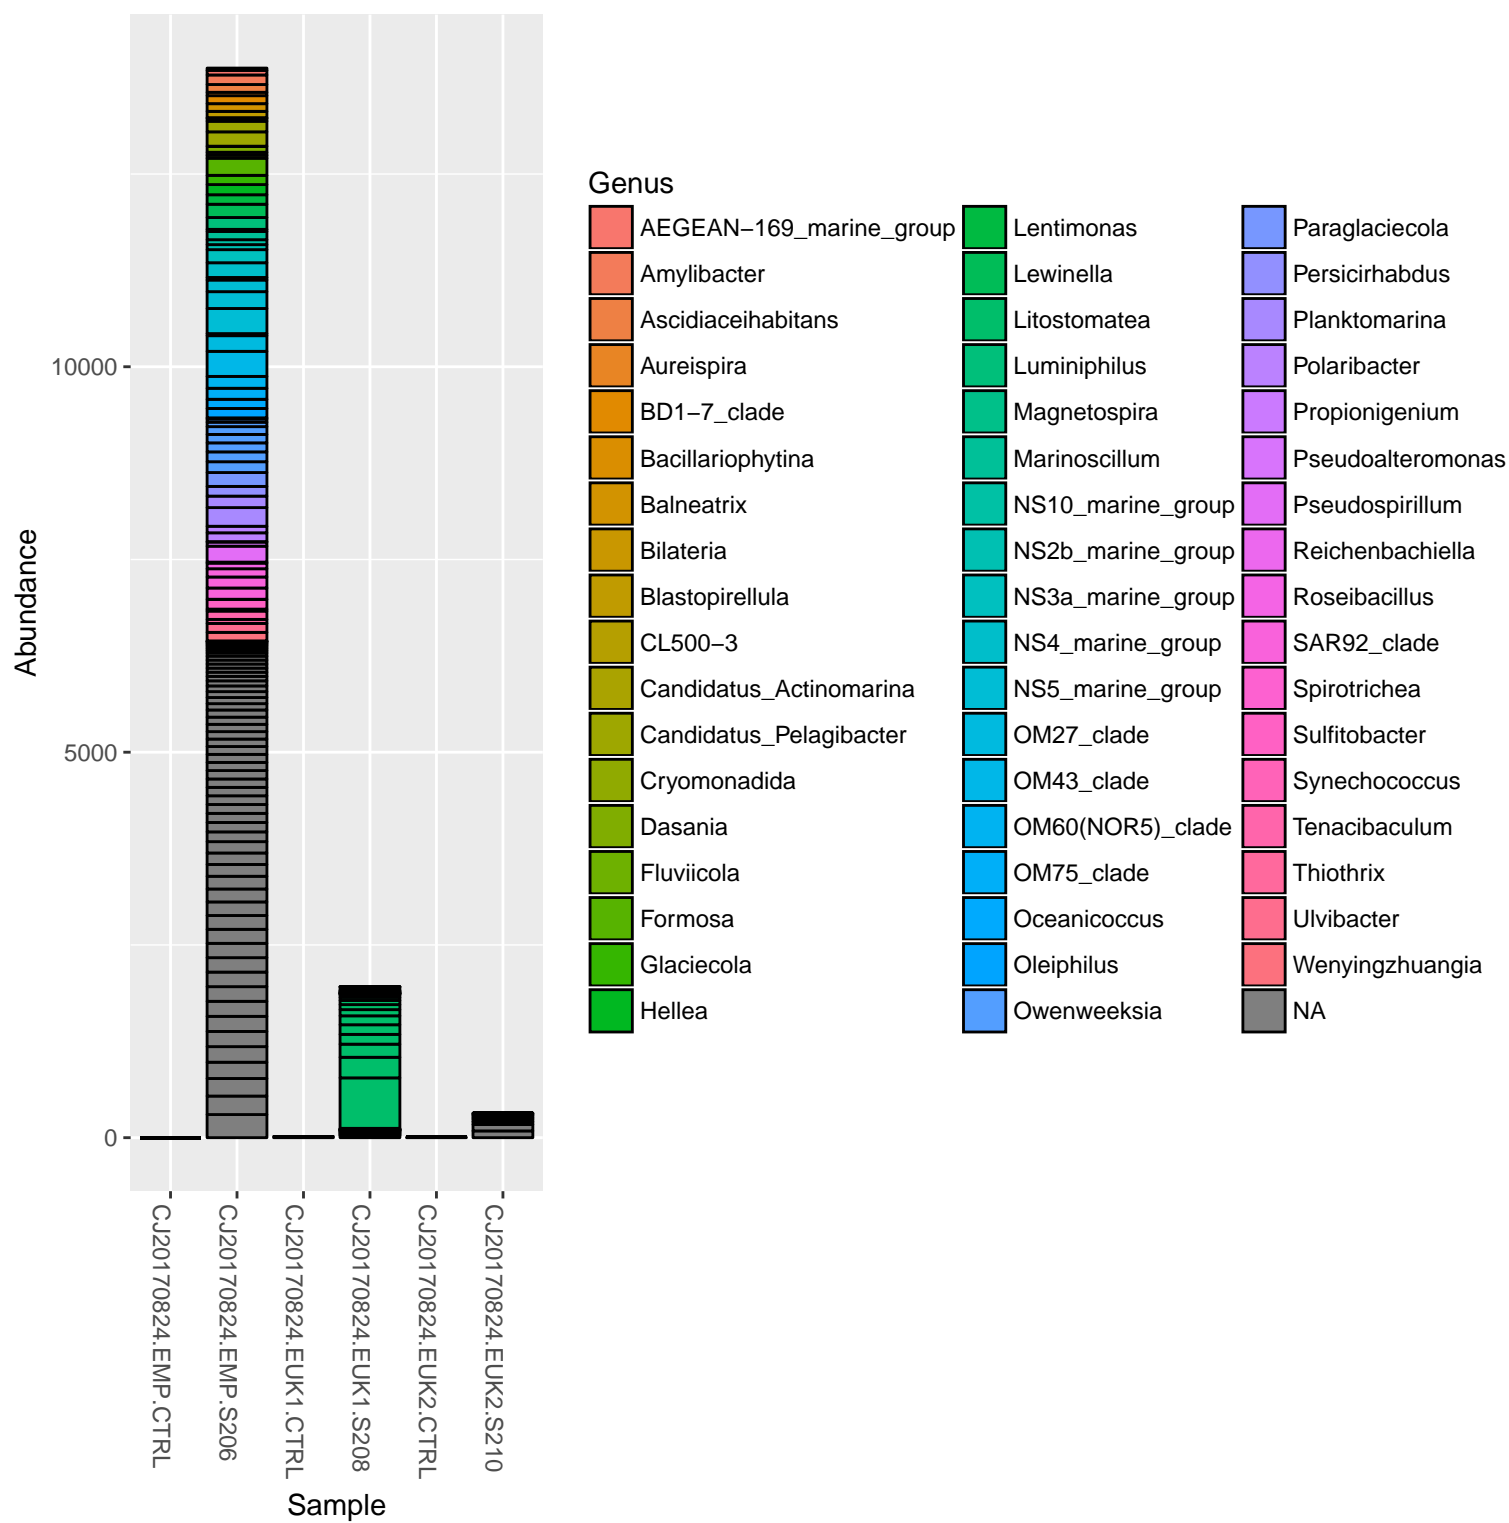 Genus
AEGEAN−169_marine_group
Amylibacter
Ascidiaceihabitans
Aureispira
BD1−7_clade
Bacillariophytina
Balneatrix
Bilateria
Blastopirellula
CL500−3
Candidatus_Actinomarina
Candidatus_Pelagibacter
Cryomonadida
Dasania
Fluviicola
Formosa
Glaciecola
Hellea
Lentimonas
Lewinella
Litostomatea
Luminiphilus
Magnetospira
Marinoscillum
NS10_marine_group
NS2b_marine_group
NS3a_marine_group
NS4_marine_group
NS5_marine_group
OM27_clade
OM43_clade
OM60(NOR5)_clade
OM75_clade
Oceanicoccus
Oleiphilus
Owenweeksia
Paraglaciecola
Persicirhabdus
Planktomarina
Polaribacter
Propionigenium
Pseudoalteromonas
Pseudospirillum
Reichenbachiella
Roseibacillus
SAR92_clade
Spirotrichea
Sulfitobacter
Synechococcus
Tenacibaculum
Thiothrix
Ulvibacter
Wenyingzhuangia
NA
Abundance
10000
5000
0
CJ20170824.EMP.CTRL
CJ20170824.EMP.S206
CJ20170824.EUK1.CTRL
CJ20170824.EUK1.S208
CJ20170824.EUK2.CTRL
CJ20170824.EUK2.S210
Sample